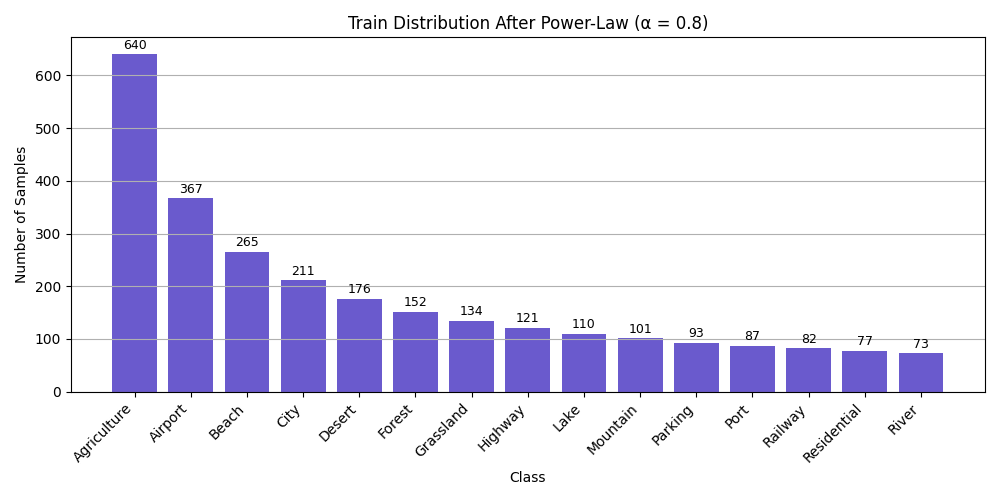 Train Distribution After Power-Law (α = 0.8)
Number of Samples
600
500
400
300
200
100
0
640
367
265
211
176
152
134
121
110
101
93
87
82
77
73
Agriculture
Airport
Beach
City
Desert
Forest
Grassland
Highway
Lake
Mountain
Parking
Port
Railway
Residential
River
Class